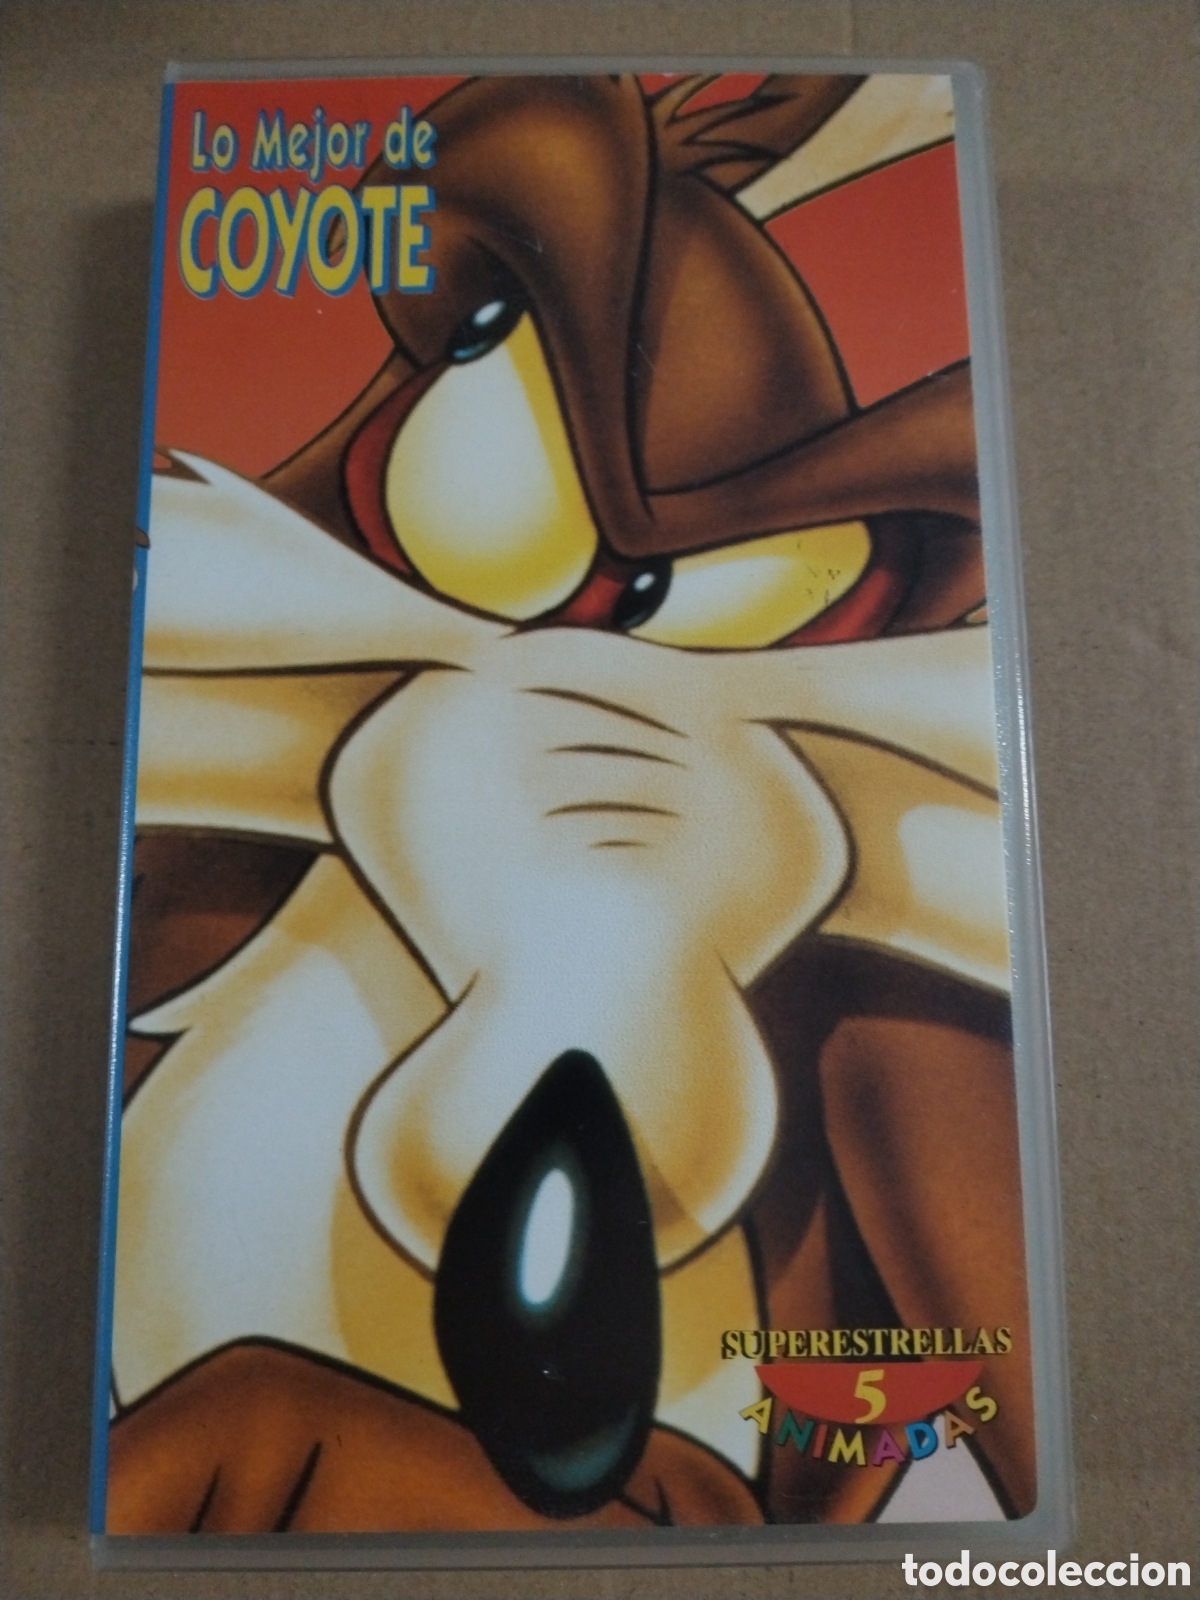 Lo Mejor de
COYOTE
SUPERESTRELLAS
5
ANIMADAS
todocoleccion